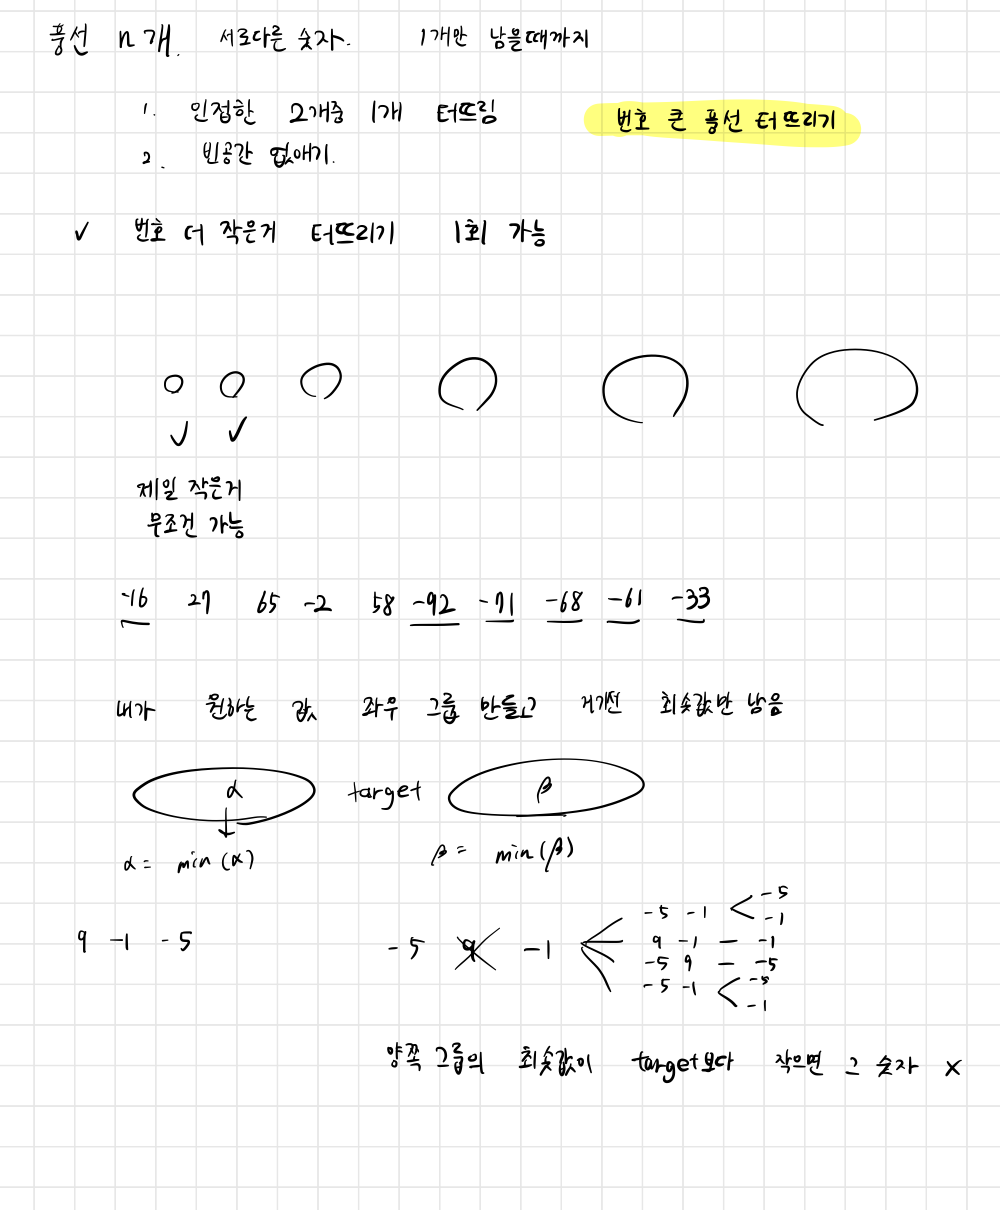 풍선 n개. 서로다른 숫자. 1개만 남을때까지
1. 인접한 2개중 1개 터뜨림
번호 큰 풍선 터뜨리기
2. 빈공간 없애기.
✓ 번호 더 작은거 터뜨리기 1회 가능
✓ ✓
제일 작은거
무조건 가능
-16 27 65 -2 58 -92 -71 -68 -61 -33
내가 원하는 값 좌우 그룹 만들고 거기선 최솟값만 남음
α target β
α = min (α)
β = min (β)
9 -1 -5
-5 9 -1
-5 -1 < -5
-1
9 -1 — -1
-5 9 — -5
-5 -1 < -5
-1
양쪽 그룹의 최솟값이 target보다 작으면 그 숫자 x